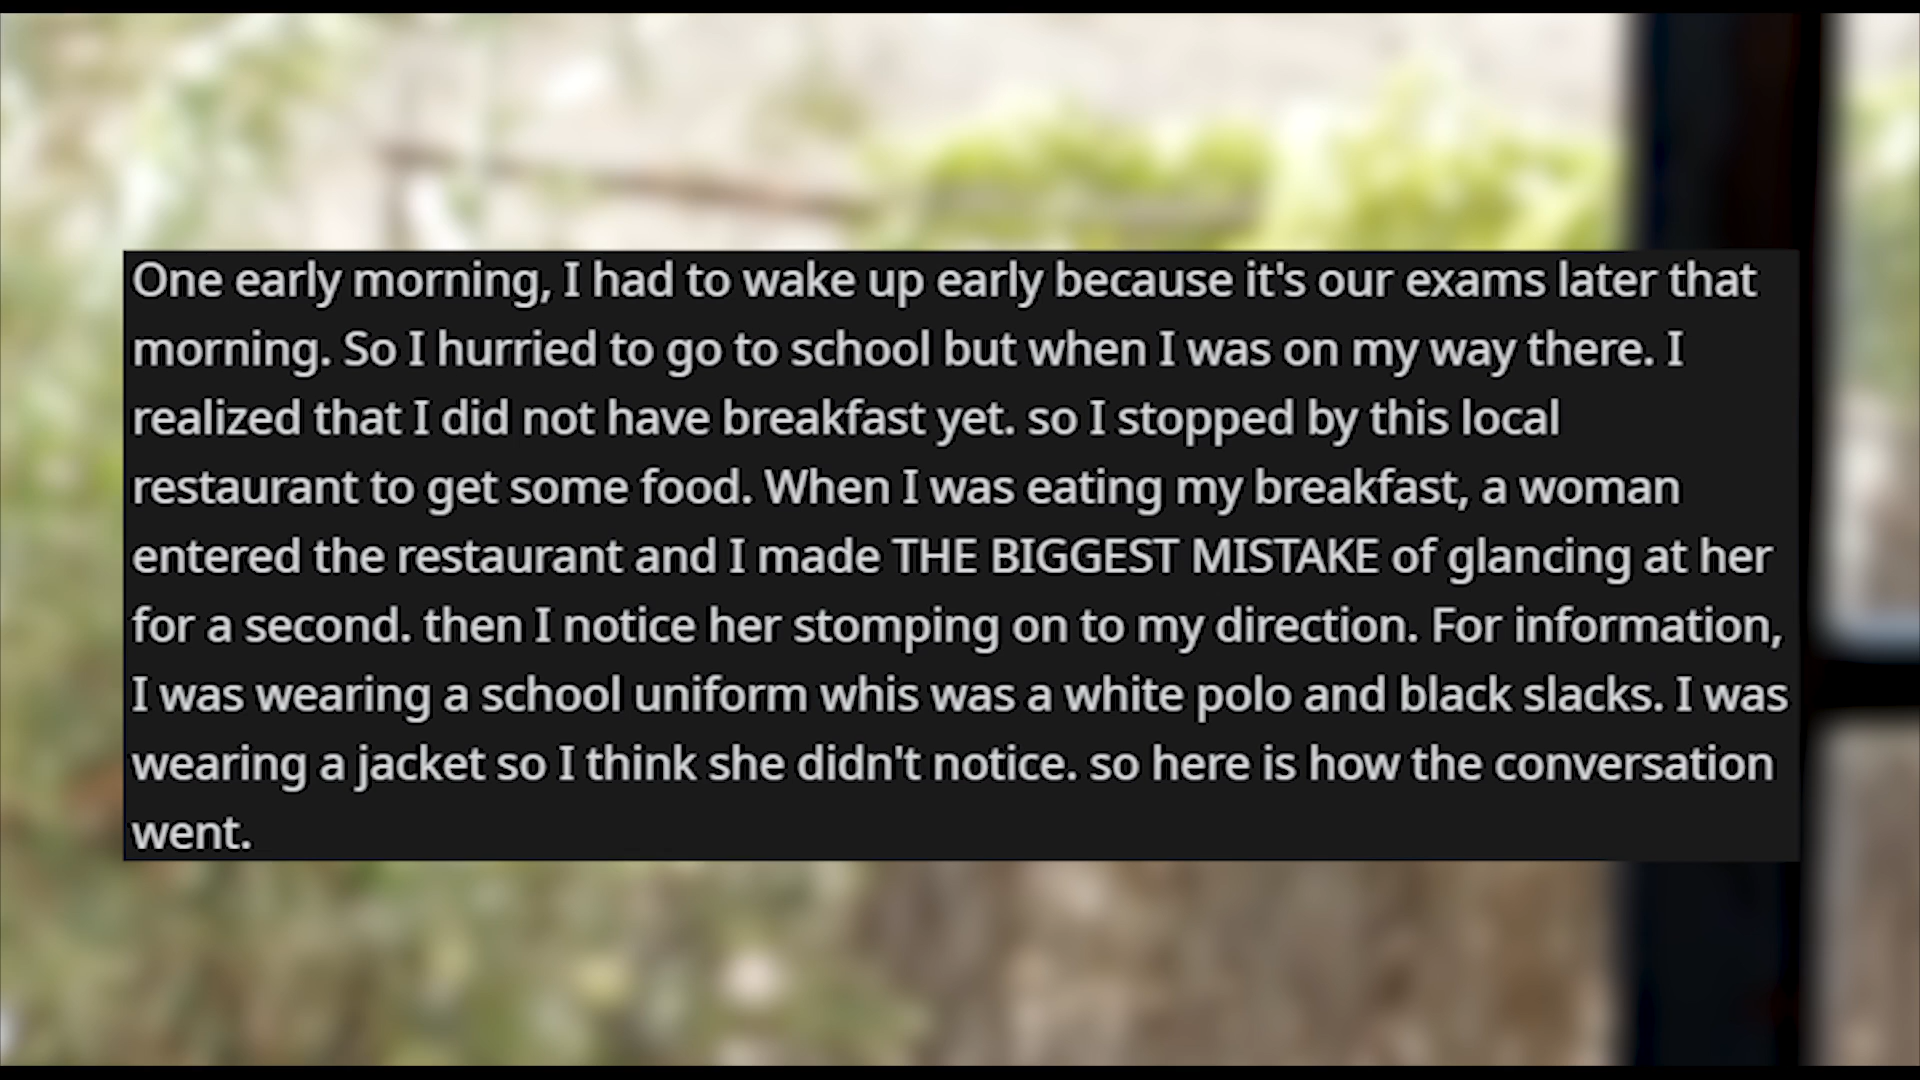 One early morning, I had to wake up early because it's our exams later that
morning. So I hurried to go to school but when I was on my way there. I
realized that I did not have breakfast yet. so I stopped by this local
restaurant to get some food. When I was eating my breakfast, a woman
entered the restaurant and I made THE BIGGEST MISTAKE of glancing at her
for a second. then I notice her stomping on to my direction. For information,
I was wearing a school uniform whis was a white polo and black slacks. I was
wearing a jacket so I think she didn't notice. so here is how the conversation
went.